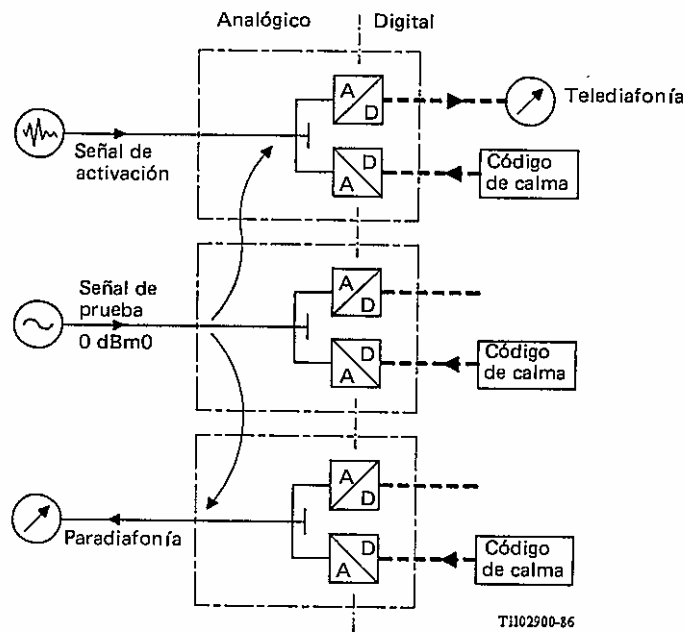 Analógico
Digital
A
D
Telediafonía
Señal de
activación
D
A
Código
de calma
Señal de
prueba
0 dBm0
A
D
D
A
Código
de calma
A
D
Paradiafonía
D
A
Código
de calma
T1102900-86